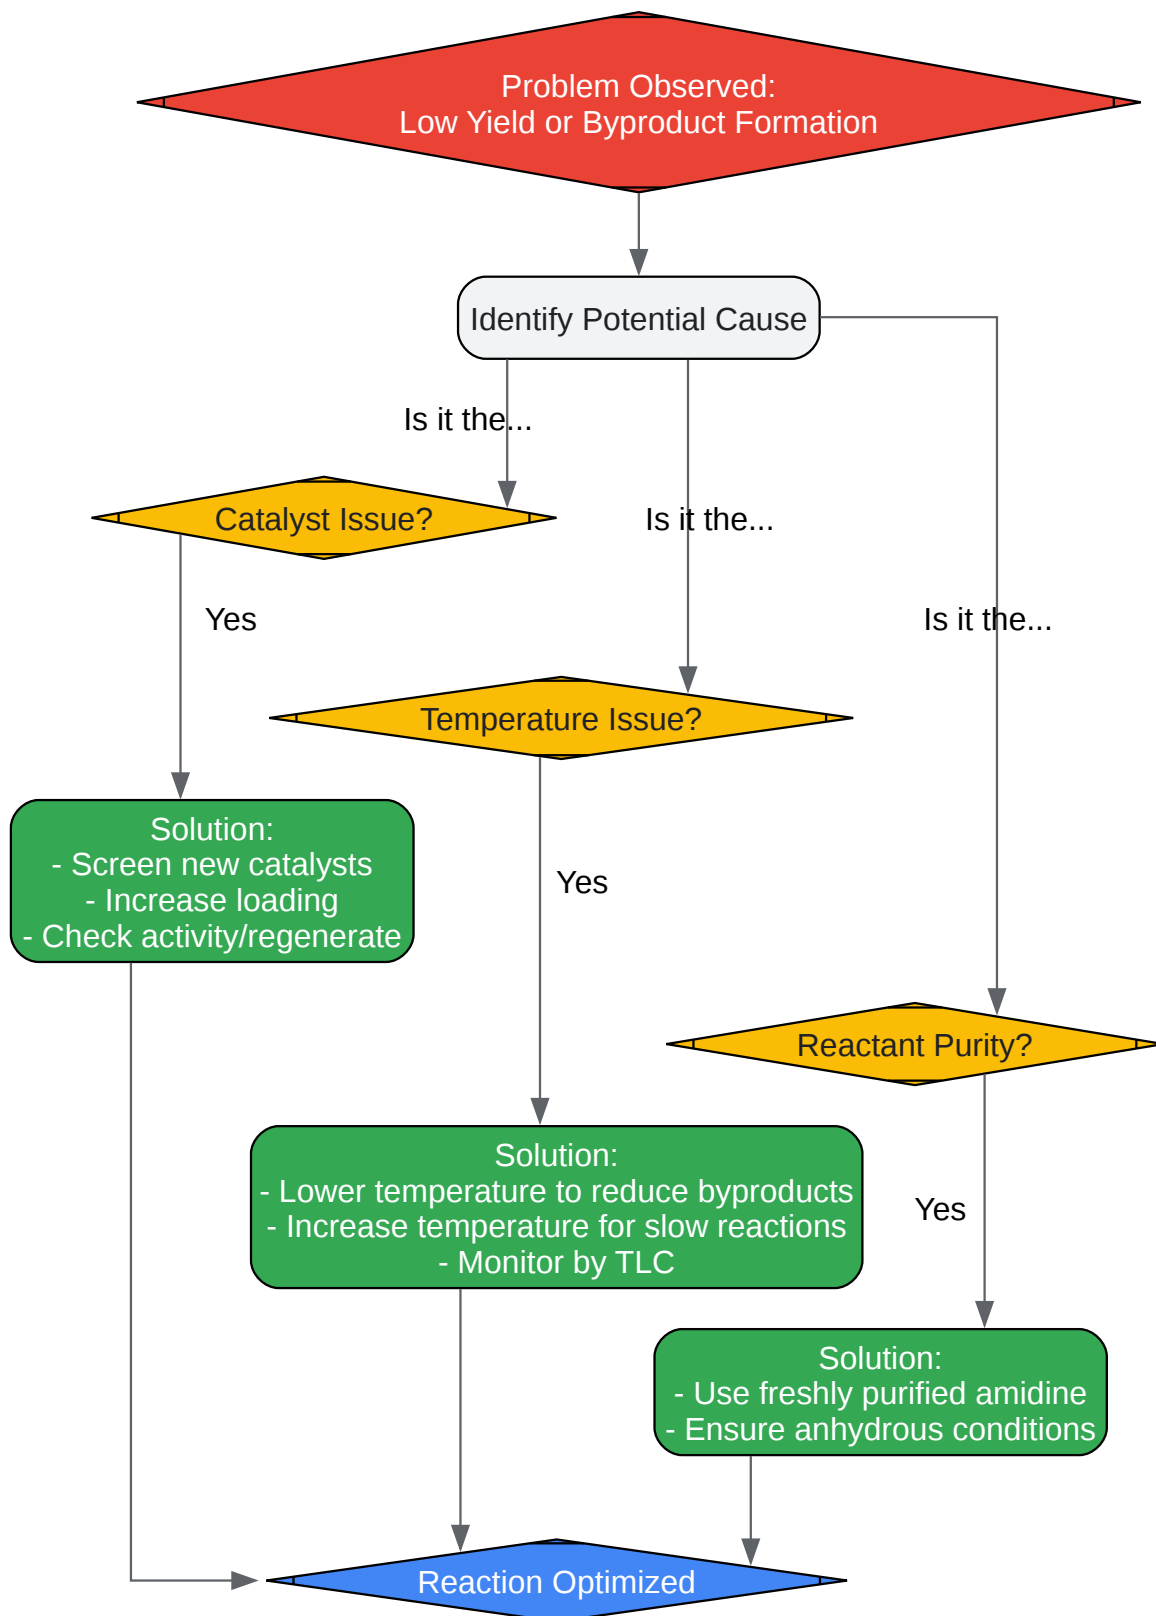 Problem Observed:
Low Yield or Byproduct Formation
Identify Potential Cause
Is it the...
Catalyst Issue?
Is it the...
Yes
Is it the...
Temperature Issue?
Solution:
- Screen new catalysts
- Increase loading
- Check activity/regenerate
Yes
Reactant Purity?
Solution:
- Lower temperature to reduce byproducts
- Increase temperature for slow reactions
- Monitor by TLC
Yes
Solution:
- Use freshly purified amidine
- Ensure anhydrous conditions
Reaction Optimized